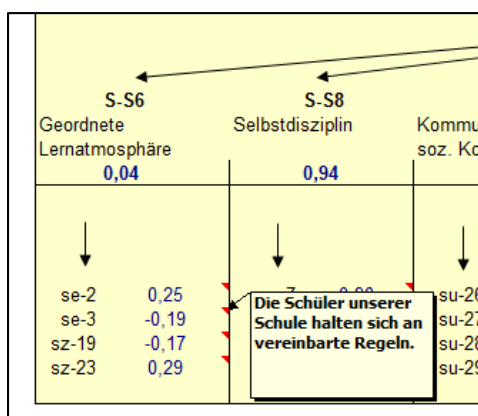 S-S6 S-S8
Geordnete Selbstdisziplin
Lernatmosphäre soz.
0,04 0,94
se-2 0,25
se-3 -0,19
sz-19 -0,17
sz-23 0,29
Die Schüler unserer
Schule halten sich an
vereinbarte Regeln.
su-26
su-27
su-28
su-29